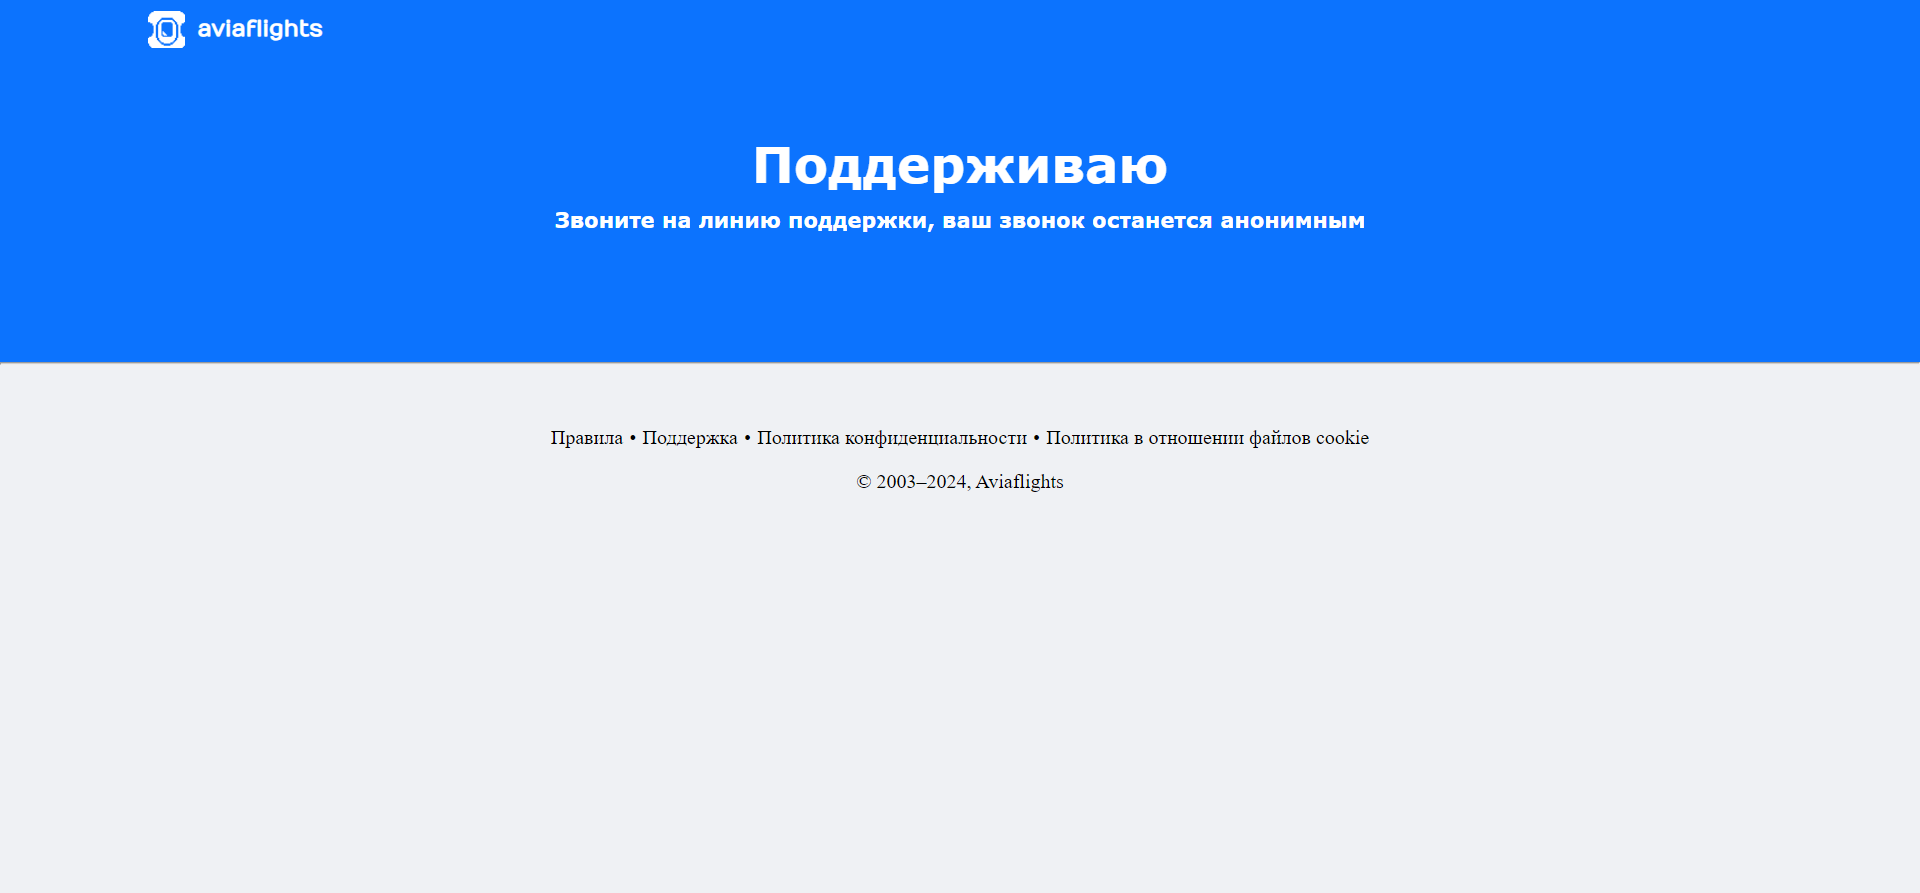 aviaflights
Поддерживаю
Звоните на линию поддержки, ваш звонок останется анонимным
Правила • Поддержка • Политика конфиденциальности • Политика в отношении файлов cookie
© 2003–2024, Aviaflights